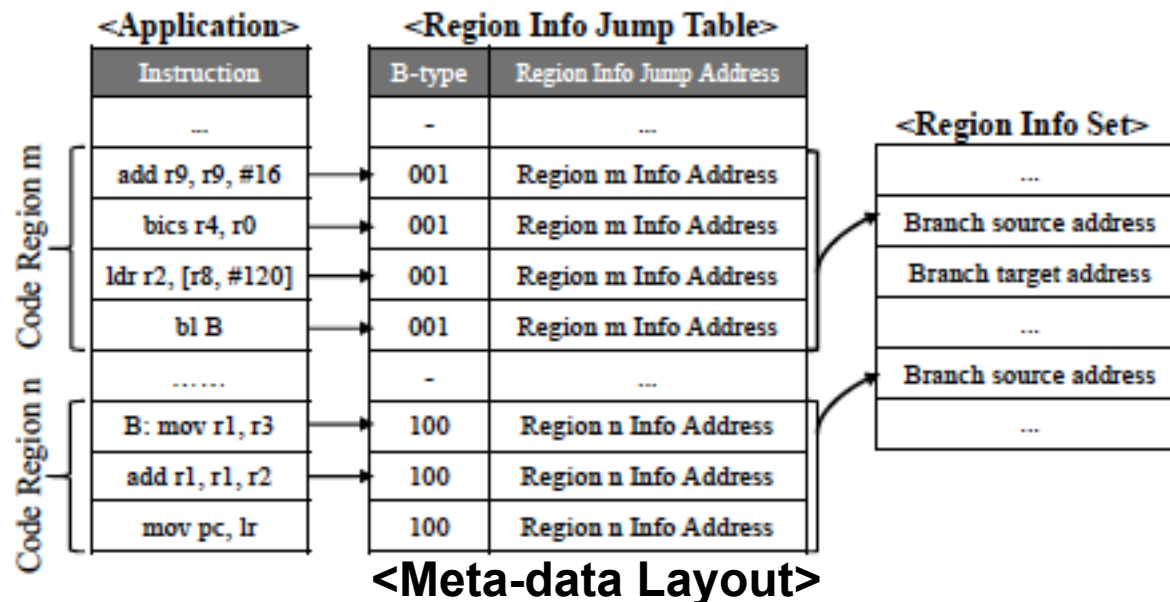 <Application>
<Region Info Jump Table>
Instruction
B-type
Region Info Jump Address
...
-
...
<Region Info Set>
Code Region m
add r9, r9, #16
001
Region m Info Address
...
bics r4, r0
001
Region m Info Address
Branch source address
ldr r2, [r8, #120]
001
Region m Info Address
Branch target address
bl B
001
Region m Info Address
...
......
-
...
Branch source address
Code Region n
B: mov r1, r3
100
Region n Info Address
...
add r1, r1, r2
100
Region n Info Address
mov pc, lr
100
Region n Info Address
<Meta-data Layout>